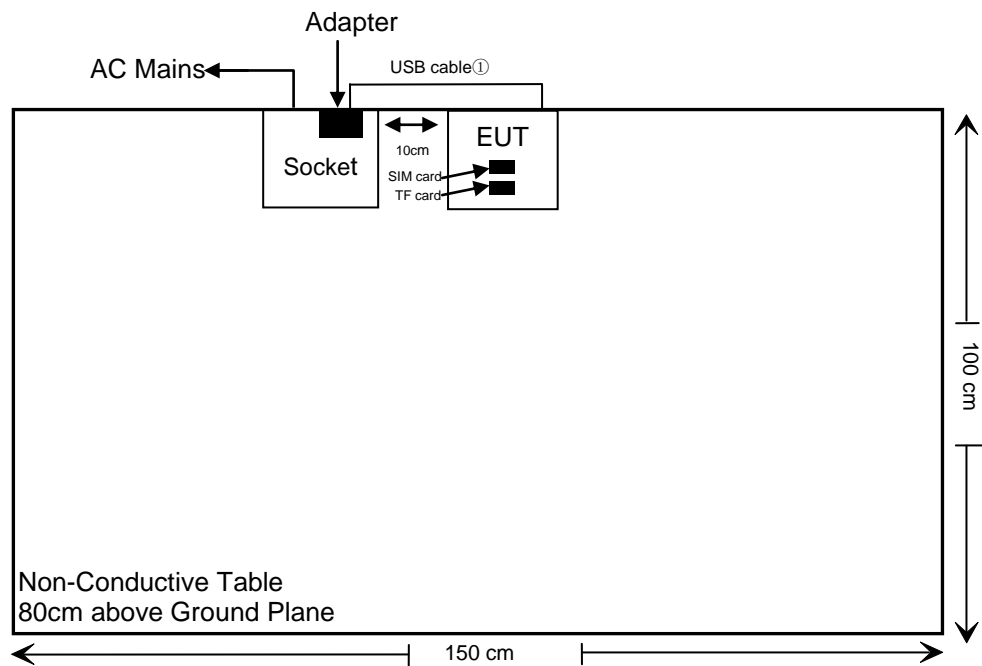 Adapter
USB cable①
AC Mains
EUT
10cm
Socket
SIM card
TF card
100 cm
Non-Conductive Table
80cm above Ground Plane
150 cm